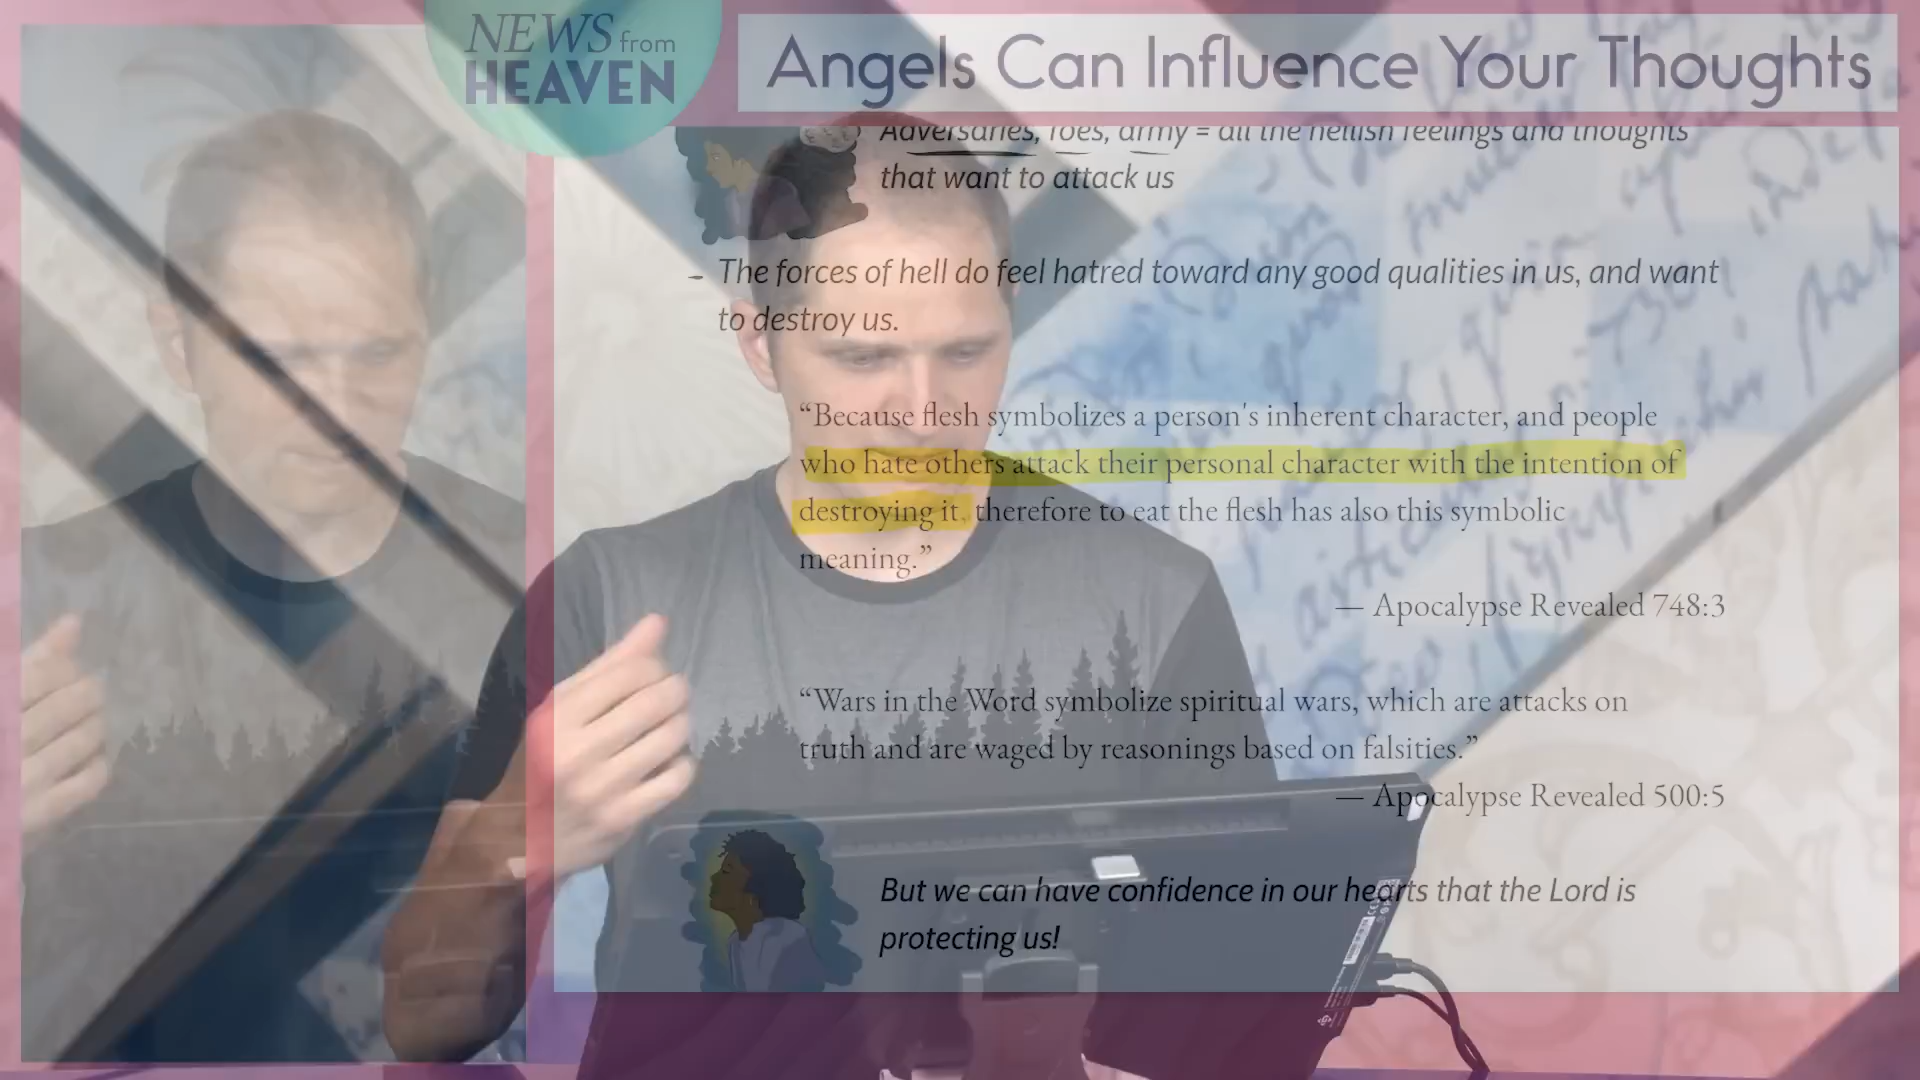 NEWS from
HEAVEN
Angels Can Influence Your Thoughts
Adversaries, foes, army = all the hellish feelings and thoughts
that want to attack us
- The forces of hell do feel hatred toward any good qualities in us, and want
to destroy us.
“Because flesh symbolizes a person's inherent character, and people
who hate others attack their personal character with the intention of
destroying it, therefore to eat the flesh has also this symbolic
meaning.”
— Apocalypse Revealed 748:3
“Wars in the Word symbolize spiritual wars, which are attacks on
truth and are waged by reasonings based on falsities.”
— Apocalypse Revealed 500:5
But we can have confidence in our hearts that the Lord is
protecting us!